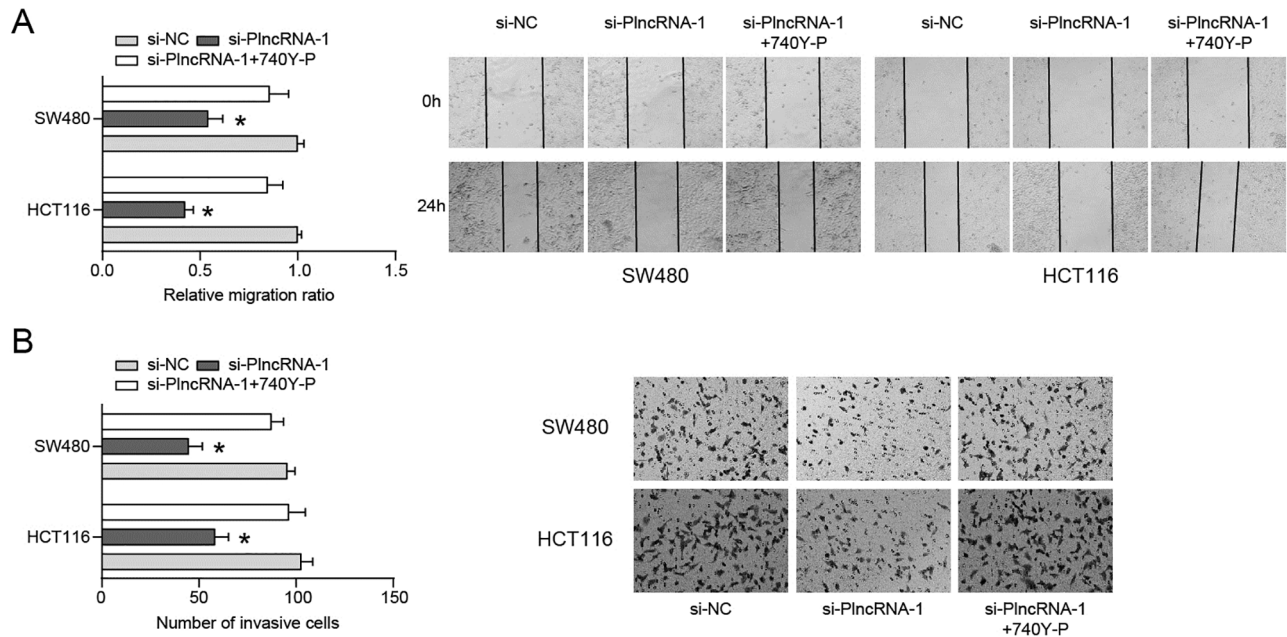 A
si-NC si-PlncRNA-1
si-PlncRNA-1+740Y-P
SW480
*
HCT116
*
0.0 0.5 1.0 1.5
Relative migration ratio
si-NC si-PlncRNA-1 si-PlncRNA-1
+740Y-P
si-NC si-PlncRNA-1 si-PlncRNA-1
+740Y-P
0h
24h
SW480 HCT116
B
si-NC si-PlncRNA-1
si-PlncRNA-1+740Y-P
SW480
*
HCT116
*
0 50 100 150
Number of invasive cells
SW480
HCT116
si-NC si-PlncRNA-1 si-PlncRNA-1
+740Y-P